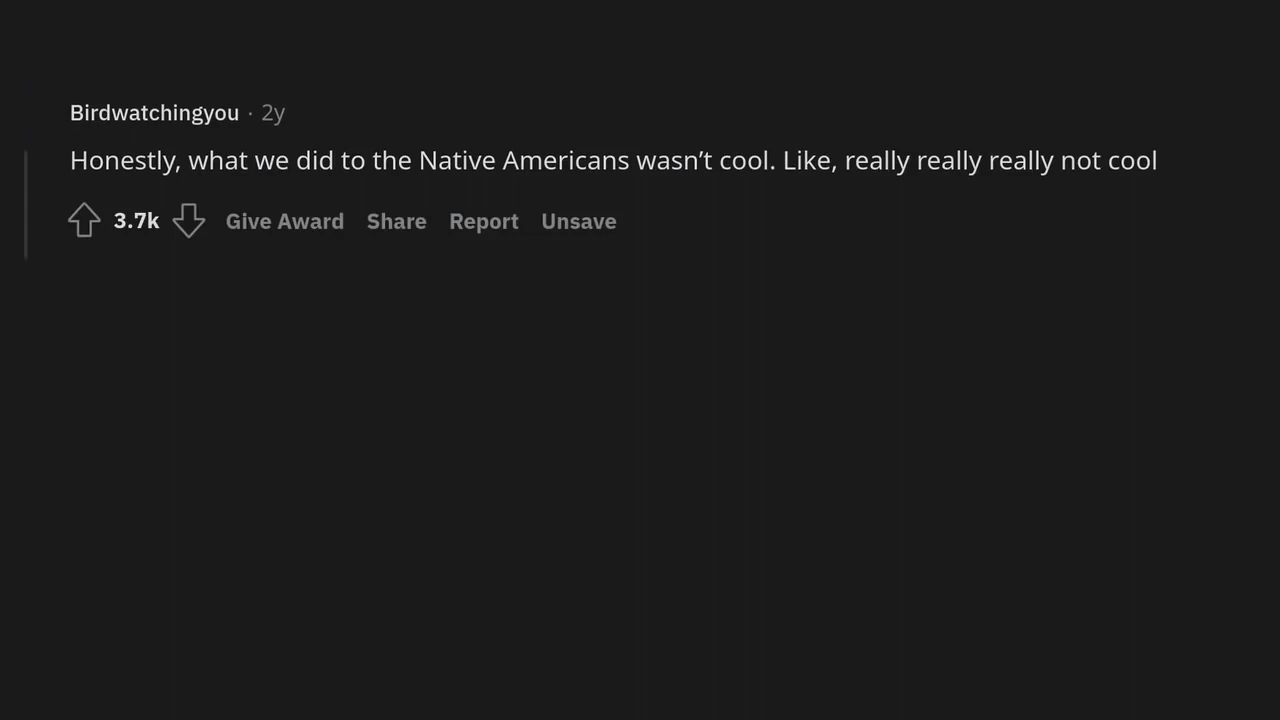 Birdwatchingyou · 2y
Honestly, what we did to the Native Americans wasn’t cool. Like, really really really not cool
3.7k Give Award Share Report Unsave